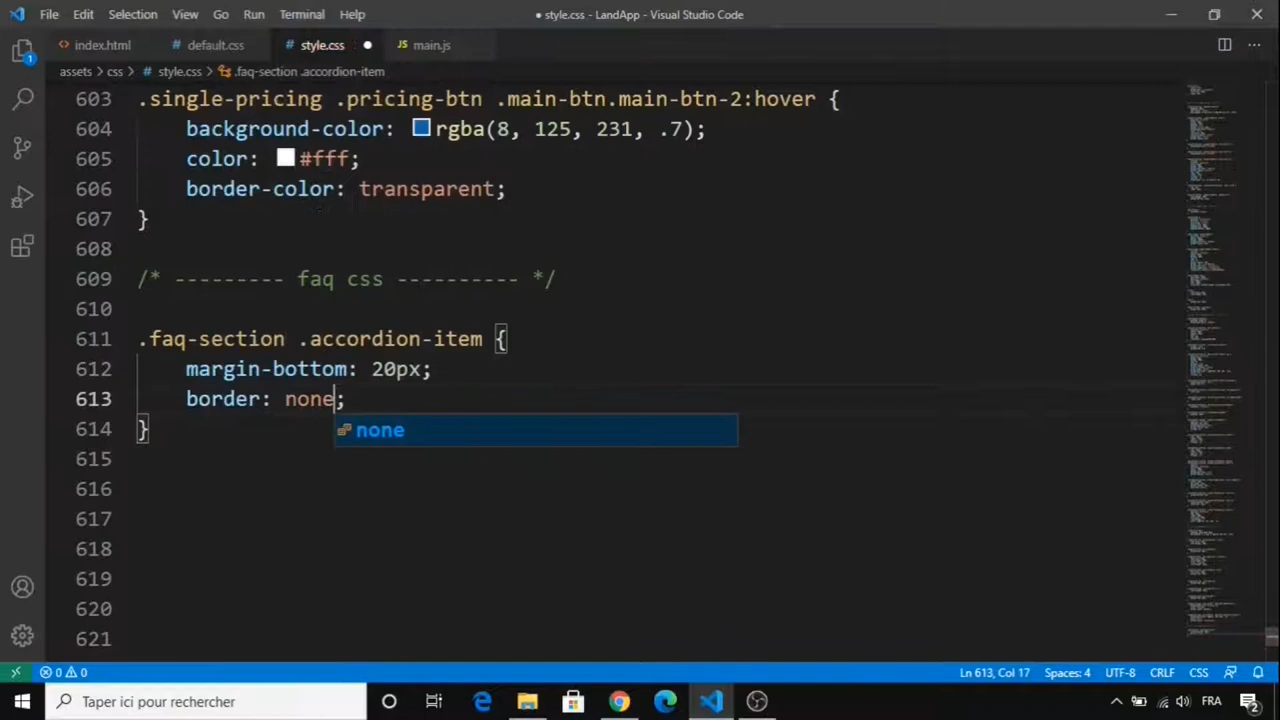 File Edit Selection View Go Run Terminal Help ● style.css - LandApp - Visual Studio Code
index.html default.css style.css ● JS main.js
assets > css > style.css > .faq-section .accordion-item
603 .single-pricing .pricing-btn .main-btn.main-btn-2:hover {
604 background-color: rgba(8, 125, 231, .7);
605 color: #fff;
606 border-color: transparent;
607 }
608
609 /* --------- faq css ---------- */
610
611 .faq-section .accordion-item {
612 margin-bottom: 20px;
613 border: none;
614 }
none
615
616
617
618
619
620
621
0 0 Ln 613, Col 17 Spaces: 4 UTF-8 CRLF CSS
Taper ici pour rechercher FRA 2